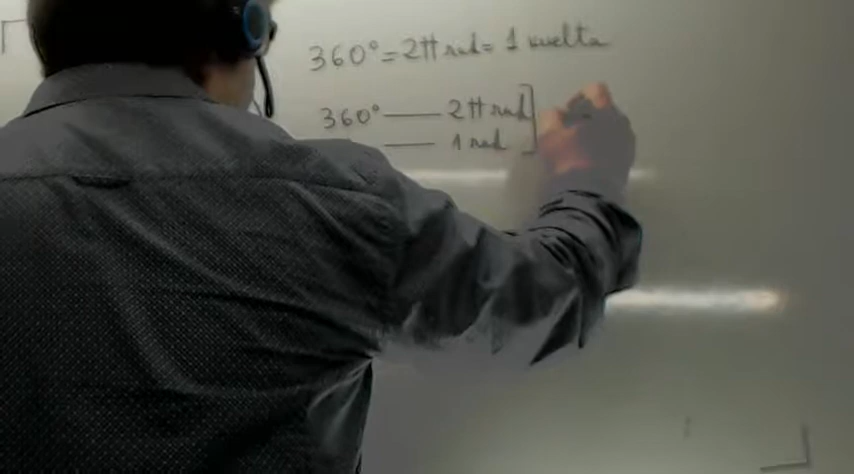 360° = 2π rad = 1 vuelta
360° —— 2π rad
—— 1 rad